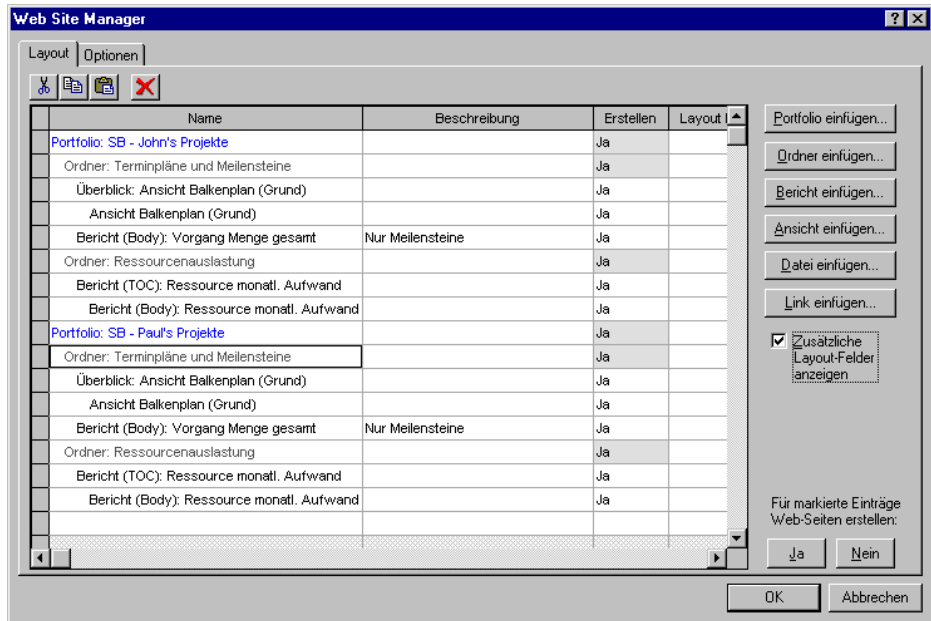 Web Site Manager
Layout
Optionen
Name Beschreibung Erstellen Layout
Portfolio: SB - John's Projekte Ja
Ordner: Terminpläne und Meilensteine Ja
Überblick: Ansicht Balkenplan (Grund) Ja
Ansicht Balkenplan (Grund) Ja
Bericht (Body): Vorgang Menge gesamt Nur Meilensteine Ja
Ordner: Ressourcenauslastung Ja
Bericht (TOC): Ressource monatl. Aufwand Ja
Bericht (Body): Ressource monatl. Aufwand Ja
Portfolio: SB - Paul's Projekte Ja
Ordner: Terminpläne und Meilensteine Ja
Überblick: Ansicht Balkenplan (Grund) Ja
Ansicht Balkenplan (Grund) Ja
Bericht (Body): Vorgang Menge gesamt Nur Meilensteine Ja
Ordner: Ressourcenauslastung Ja
Bericht (TOC): Ressource monatl. Aufwand Ja
Bericht (Body): Ressource monatl. Aufwand Ja
Portfolio einfügen...
Ordner einfügen...
Bericht einfügen...
Ansicht einfügen...
Datei einfügen...
Link einfügen...
Zusätzliche
Layout-Felder
anzeigen
Für markierte Einträge
Web-Seiten erstellen:
Ja Nein
OK Abbrechen